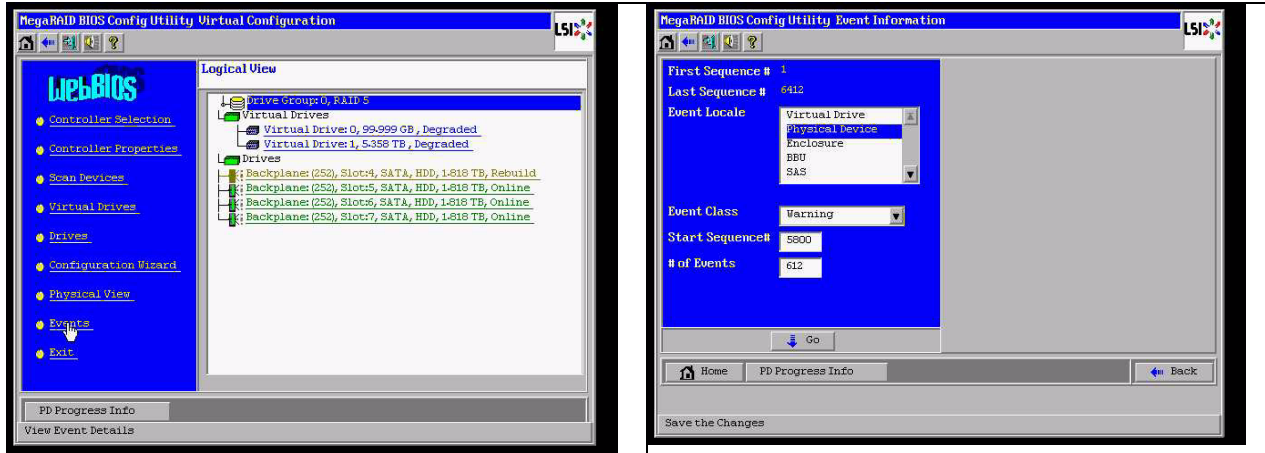 MegaRAID BIOS Config Utility Virtual Configuration
LSI
WebBIOS
Controller Selection
Controller Properties
Scan Devices
Virtual Drives
Drives
Configuration Wizard
Physical View
Events
Exit
Logical View
Drive Group: 0, RAID 5
Virtual Drives
Virtual Drive: 0, 99.999 GB, Degraded
Virtual Drive: 1, 5.358 TB, Degraded
Drives
Backplane: (252), Slot:4, SATA, HDD, 1.818 TB, Rebuild
Backplane: (252), Slot:5, SATA, HDD, 1.818 TB, Online
Backplane: (252), Slot:6, SATA, HDD, 1.818 TB, Online
Backplane: (252), Slot:7, SATA, HDD, 1.818 TB, Online
PD Progress Info
View Event Details
MegaRAID BIOS Config Utility Event Information
LSI
First Sequence # 1
Last Sequence # 6412
Event Locale
Virtual Drive
Physical Device
Enclosure
BBU
SAS
Event Class Warning
Start Sequence# 5800
# of Events 612
Go
Home PD Progress Info Back
Save the Changes